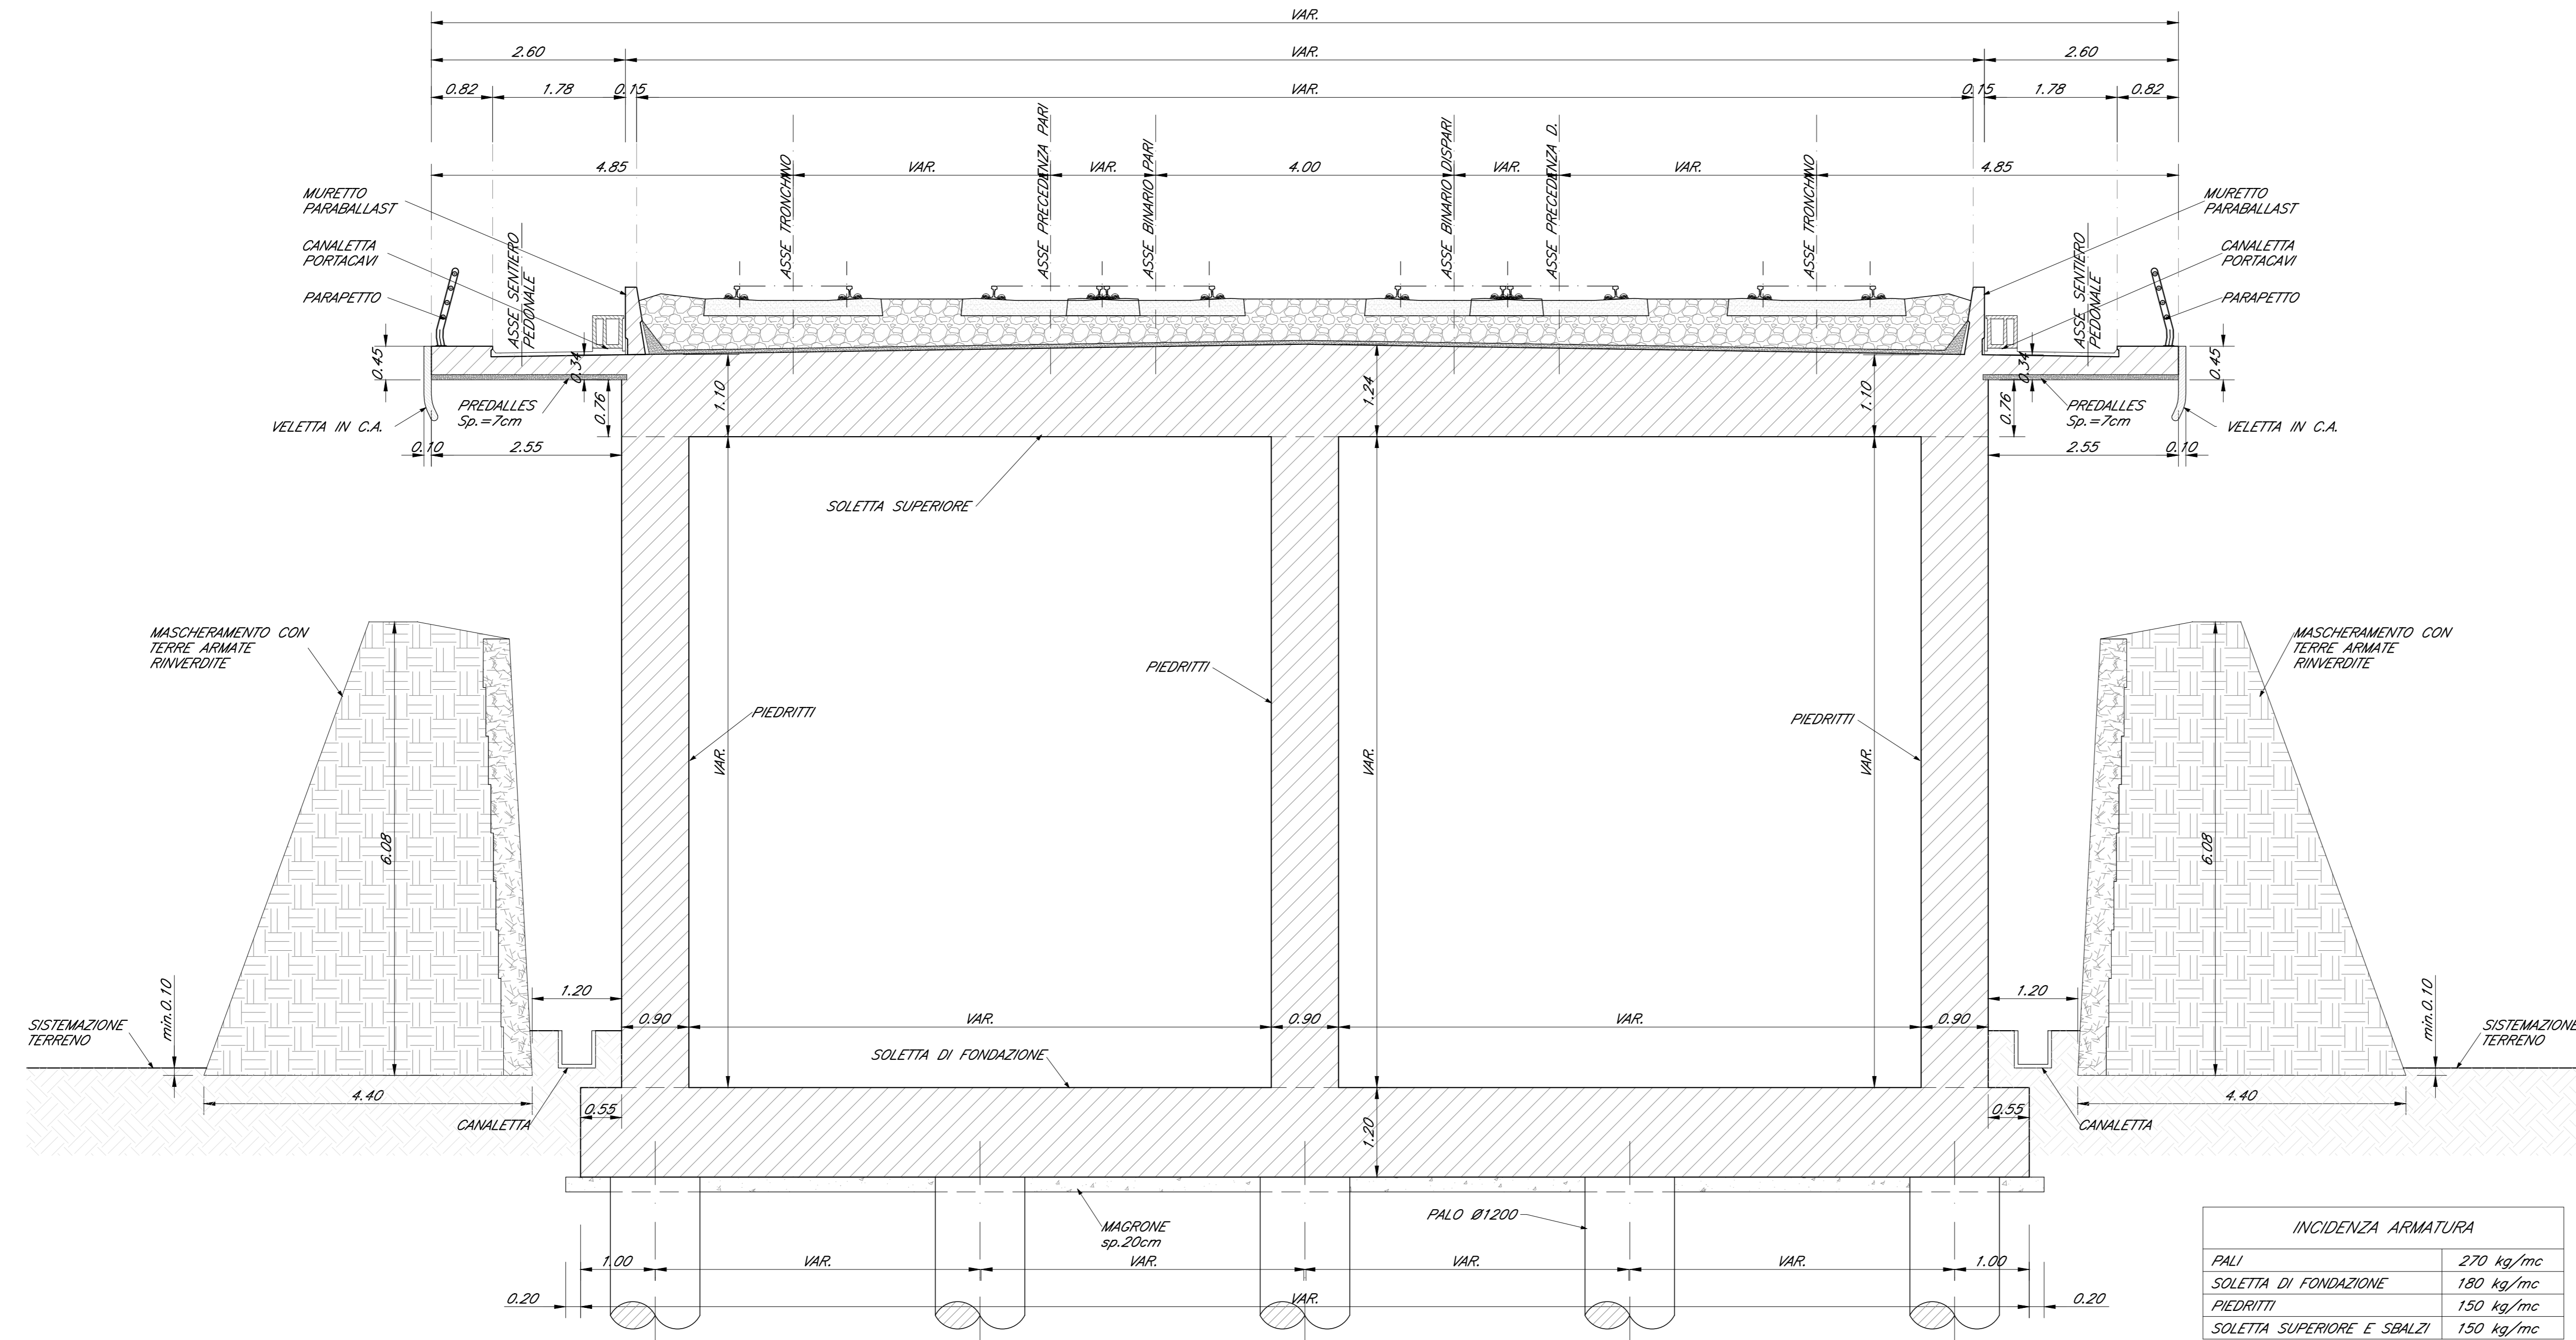 VAR.
2.60
VAR.
2.60
0.82
1.78
0.15
VAR.
0.15
1.78
0.82
4.85
VAR.
VAR.
4.00
VAR.
VAR.
4.85
ASSE TRONCHINO
ASSE PRECEDENZA PARI
ASSE BINARIO PARI
ASSE BINARIO DISPARI
ASSE PRECEDENZA D.
ASSE TRONCHINO
MURETTO
PARABALLAST
CANALETTA
PORTACAVI
PARAPETTO
ASSE SENTIERO
PEDONALE
MURETTO
PARABALLAST
CANALETTA
PORTACAVI
PARAPETTO
ASSE SENTIERO
PEDONALE
0.45
0.34
0.76
1.10
1.24
1.10
0.34
0.76
0.45
PREDALLES
Sp.=7cm
VELETTA IN C.A.
0.10
2.55
PREDALLES
Sp.=7cm
VELETTA IN C.A.
2.55
0.10
SOLETTA SUPERIORE
MASCHERAMENTO CON
TERRE ARMATE
RINVERDITE
MASCHERAMENTO CON
TERRE ARMATE
RINVERDITE
PIEDRITTI
PIEDRITTI
PIEDRITTI
VAR.
VAR.
VAR.
6.08
6.08
min.0.10
1.20
1.20
min.0.10
SISTEMAZIONE
TERRENO
SISTEMAZIONE
TERRENO
0.90
VAR.
0.90
VAR.
0.90
SOLETTA DI FONDAZIONE
4.40
0.55
CANALETTA
1.20
0.55
4.40
CANALETTA
MAGRONE
sp.20cm
PALO Ø1200
1.00
VAR.
VAR.
VAR.
VAR.
1.00
0.20
VAR.
0.20
INCIDENZA ARMATURA
PALI 270 kg/mc
SOLETTA DI FONDAZIONE 180 kg/mc
PIEDRITTI 150 kg/mc
SOLETTA SUPERIORE E SBALZI 150 kg/mc